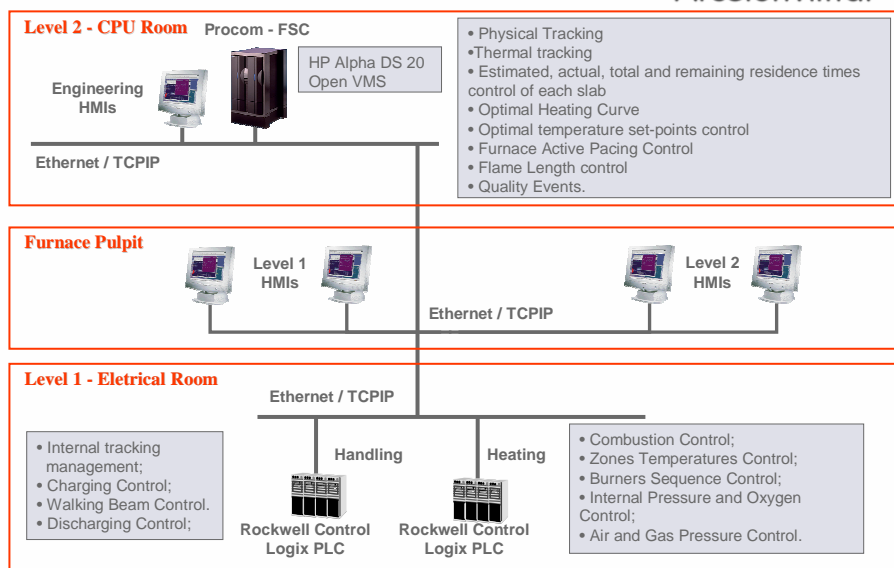 Level 2 - CPU Room
Procom - FSC
HP Alpha DS 20
Open VMS
Engineering
HMIs
Ethernet / TCPIP
• Physical Tracking
•Thermal tracking
• Estimated, actual, total and remaining residence times
control of each slab
• Optimal Heating Curve
• Optimal temperature set-points control
• Furnace Active Pacing Control
• Flame Length control
• Quality Events.
Furnace Pulpit
Level 1
HMIs
Level 2
HMIs
Ethernet / TCPIP
Level 1 - Eletrical Room
Ethernet / TCPIP
• Internal tracking
management;
• Charging Control;
• Walking Beam Control.
• Discharging Control;
Handling
Heating
Rockwell Control
Logix PLC
Rockwell Control
Logix PLC
• Combustion Control;
• Zones Temperatures Control;
• Burners Sequence Control;
• Internal Pressure and Oxygen
Control;
• Air and Gas Pressure Control.